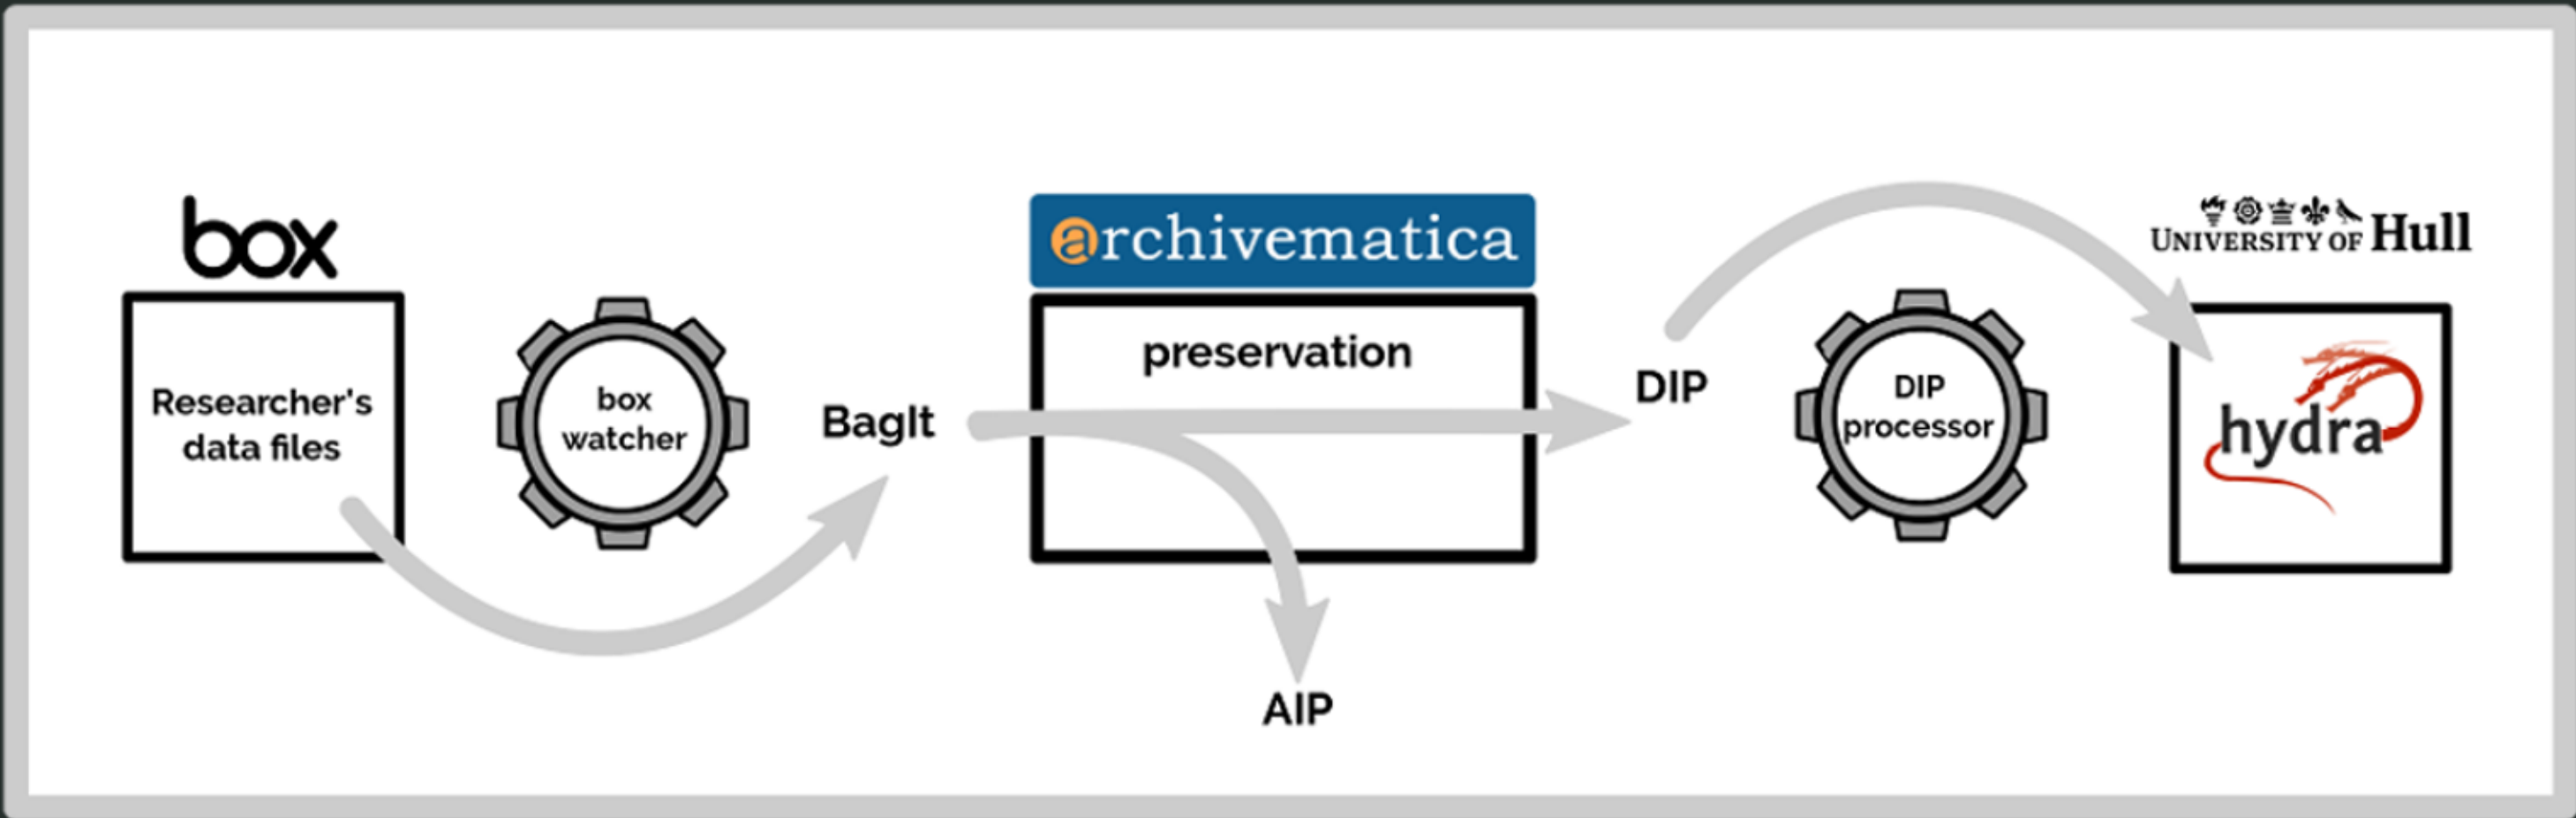 box
Researcher's
data files
box
watcher
BagIt
archivematica
preservation
AIP
DIP
DIP
processor
UNIVERSITY OF Hull
hydra